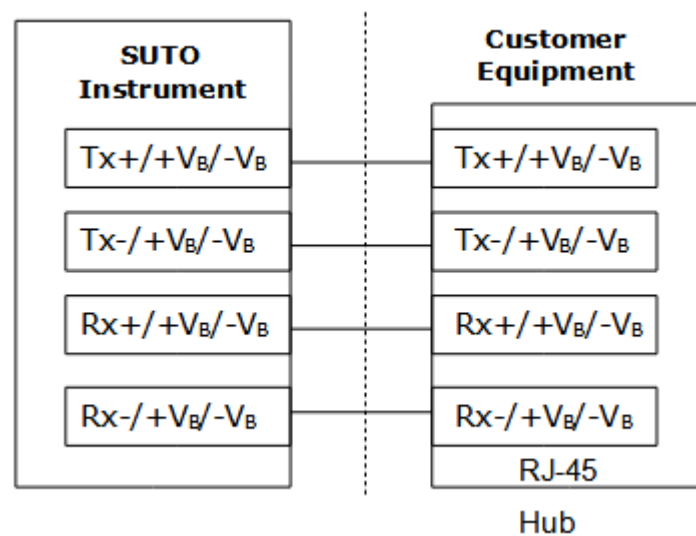 SUTO
Instrument
Tx+/+VB/-VB
Tx-/+VB/-VB
Rx+/+VB/-VB
Rx-/+VB/-VB
Customer
Equipment
Tx+/+VB/-VB
Tx-/+VB/-VB
Rx+/+VB/-VB
Rx-/+VB/-VB
RJ-45
Hub